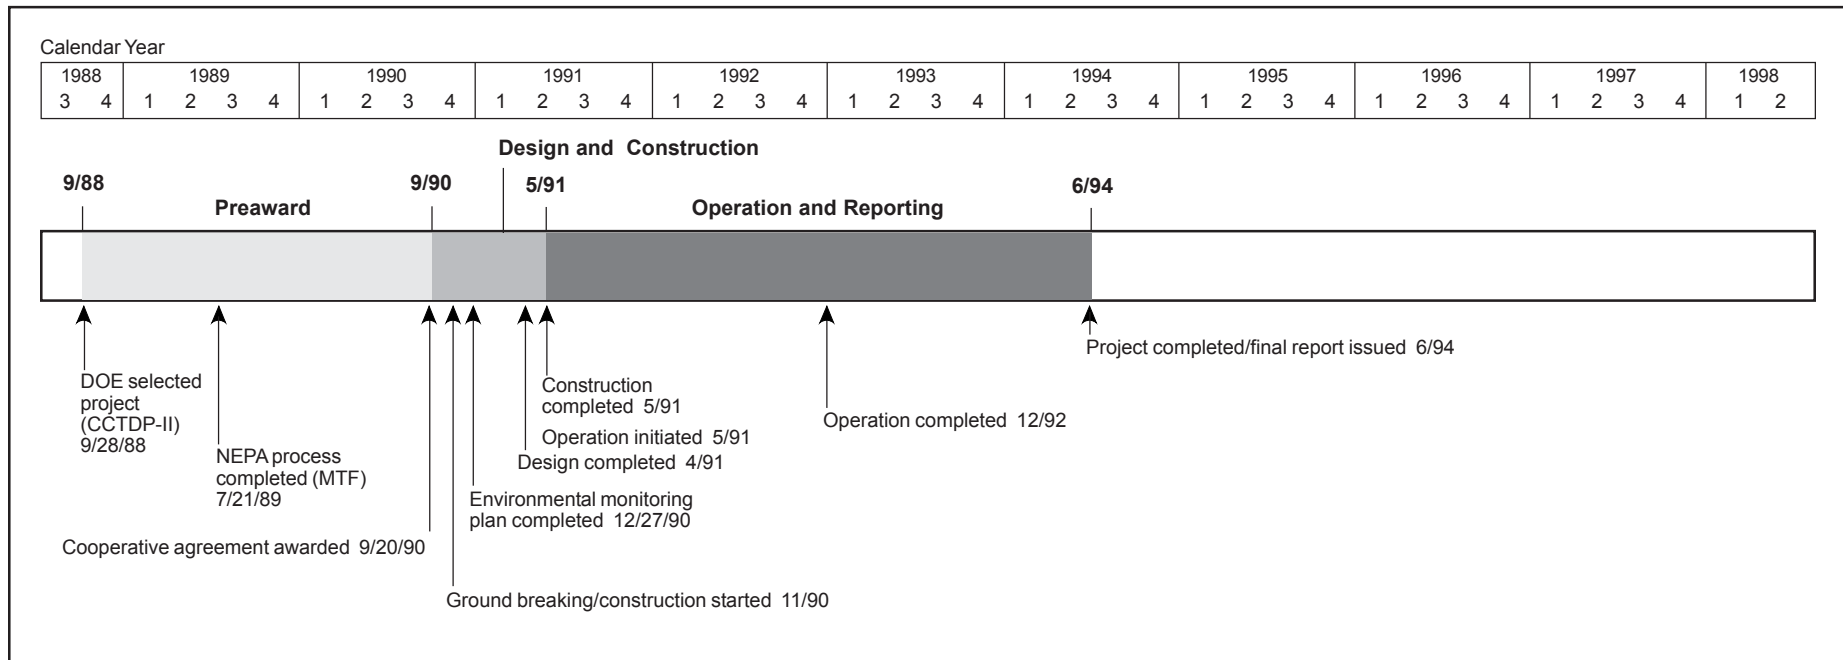 Calendar Year
1988 1989 1990 1991 1992 1993 1994 1995 1996 1997 1998
3 4 1 2 3 4 1 2 3 4 1 2 3 4 1 2 3 4 1 2 3 4 1 2 3 4 1 2 3 4 1 2 3 4 1 2 3 4 1 2
Design and Construction
9/88 9/90 5/91 6/94
Preaward Operation and Reporting
DOE selected
project
(CCTDP-II)
9/28/88
NEPA process
completed (MTF)
7/21/89
Cooperative agreement awarded 9/20/90
Ground breaking/construction started 11/90
Environmental monitoring
plan completed 12/27/90
Design completed 4/91
Construction
completed 5/91
Operation initiated 5/91
Operation completed 12/92
Project completed/final report issued 6/94